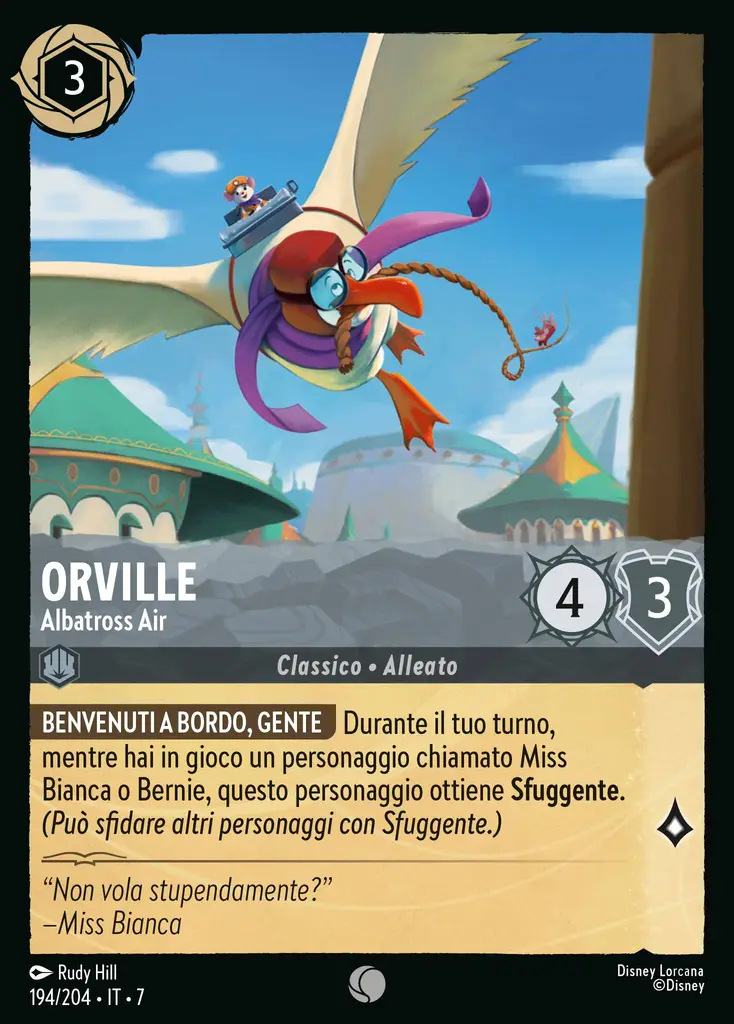 3
ORVILLE
Albatross Air
4
3
Classico • Alleato
BENVENUTI A BORDO, GENTE Durante il tuo turno,
mentre hai in gioco un personaggio chiamato Miss
Bianca o Bernie, questo personaggio ottiene Sfuggente.
(Può sfidare altri personaggi con Sfuggente.)
“Non vola stupendamente?”
–Miss Bianca
Rudy Hill
194/204 • IT • 7
Disney Lorcana
©Disney